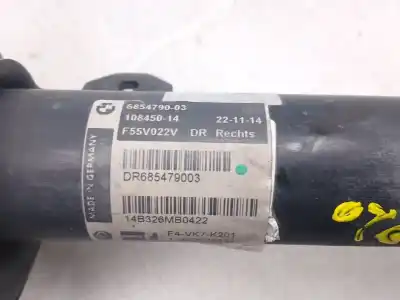 6854790-03
108450-14 22-11-14
F55V022V DR Rechts
MADE IN GERMANY
DR685479003
14B326MB0422
F4-VK7-K201